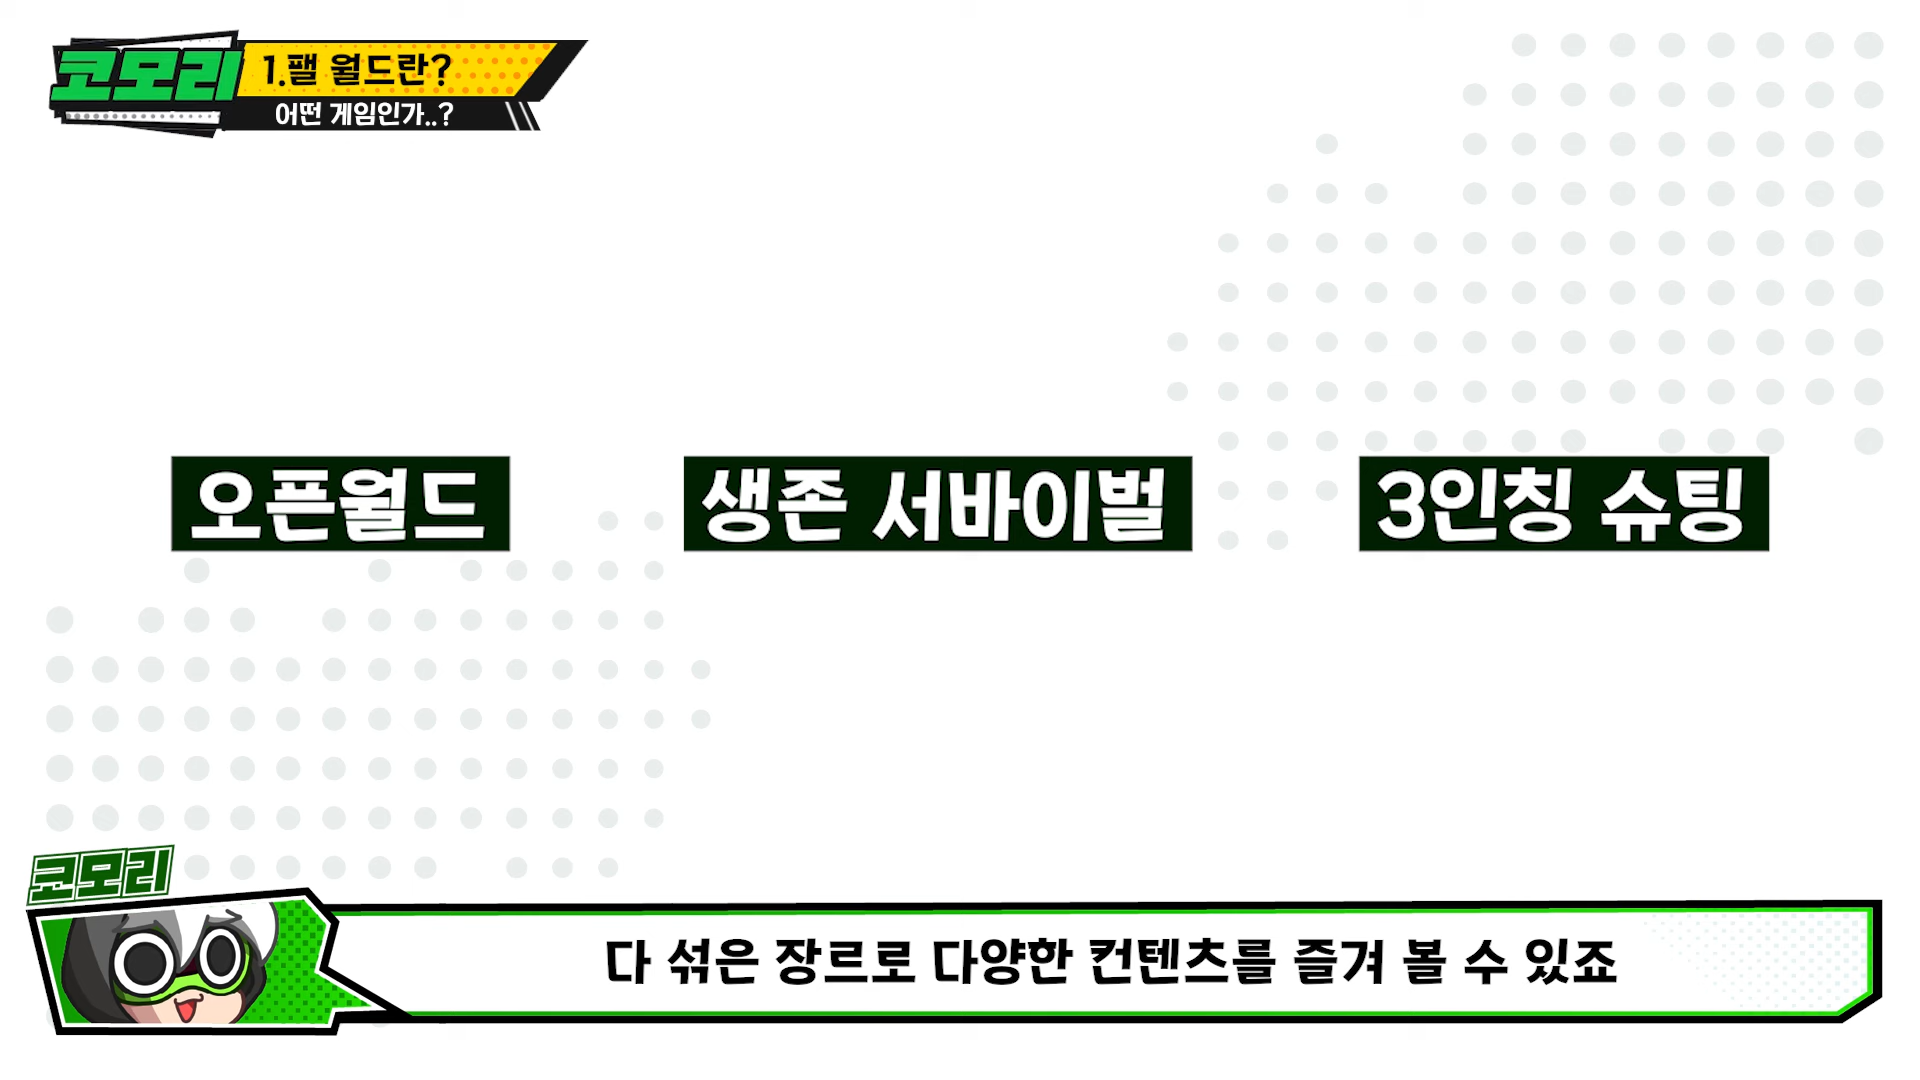 코모리
1.팰 월드란?
어떤 게임인가..?
오픈월드
생존 서바이벌
3인칭 슈팅
코모리
다 섞은 장르로 다양한 컨텐츠를 즐겨 볼 수 있죠